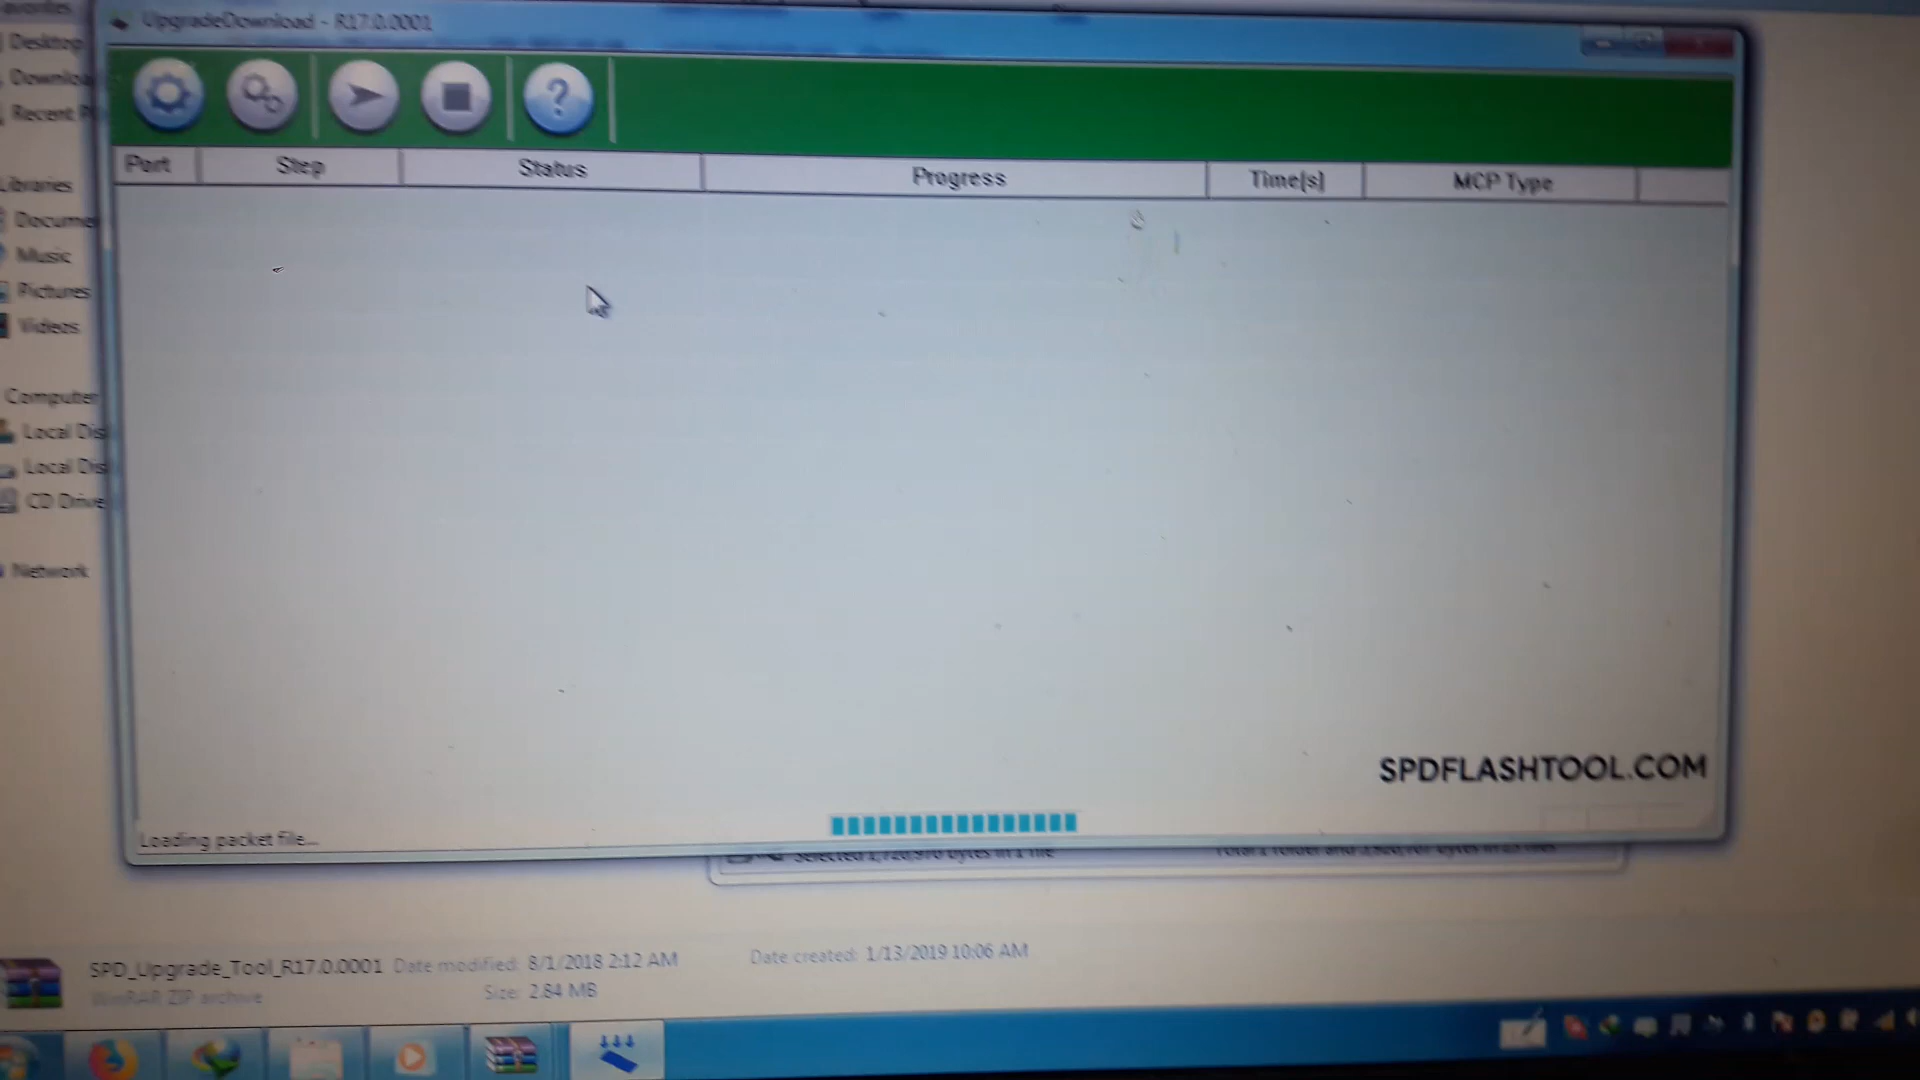 Favorites
UpgradeDownload - R17.0.0001
Desktop
Downloa
Recent P
Port Step Status Progress Time(s) MCP Type
Libraries
Docume
Music
Pictures
Videos
Computer
Local Dis
Local Dis
CD Drive
Network
SPDFLASHTOOL.COM
Loading packet file...
SPD_Upgrade_Tool_R17.0.0001 Date modified: 8/1/2018 2:12 AM Date created: 1/13/2019 10:06 AM
WinRAR ZIP archive Size: 2.84 MB